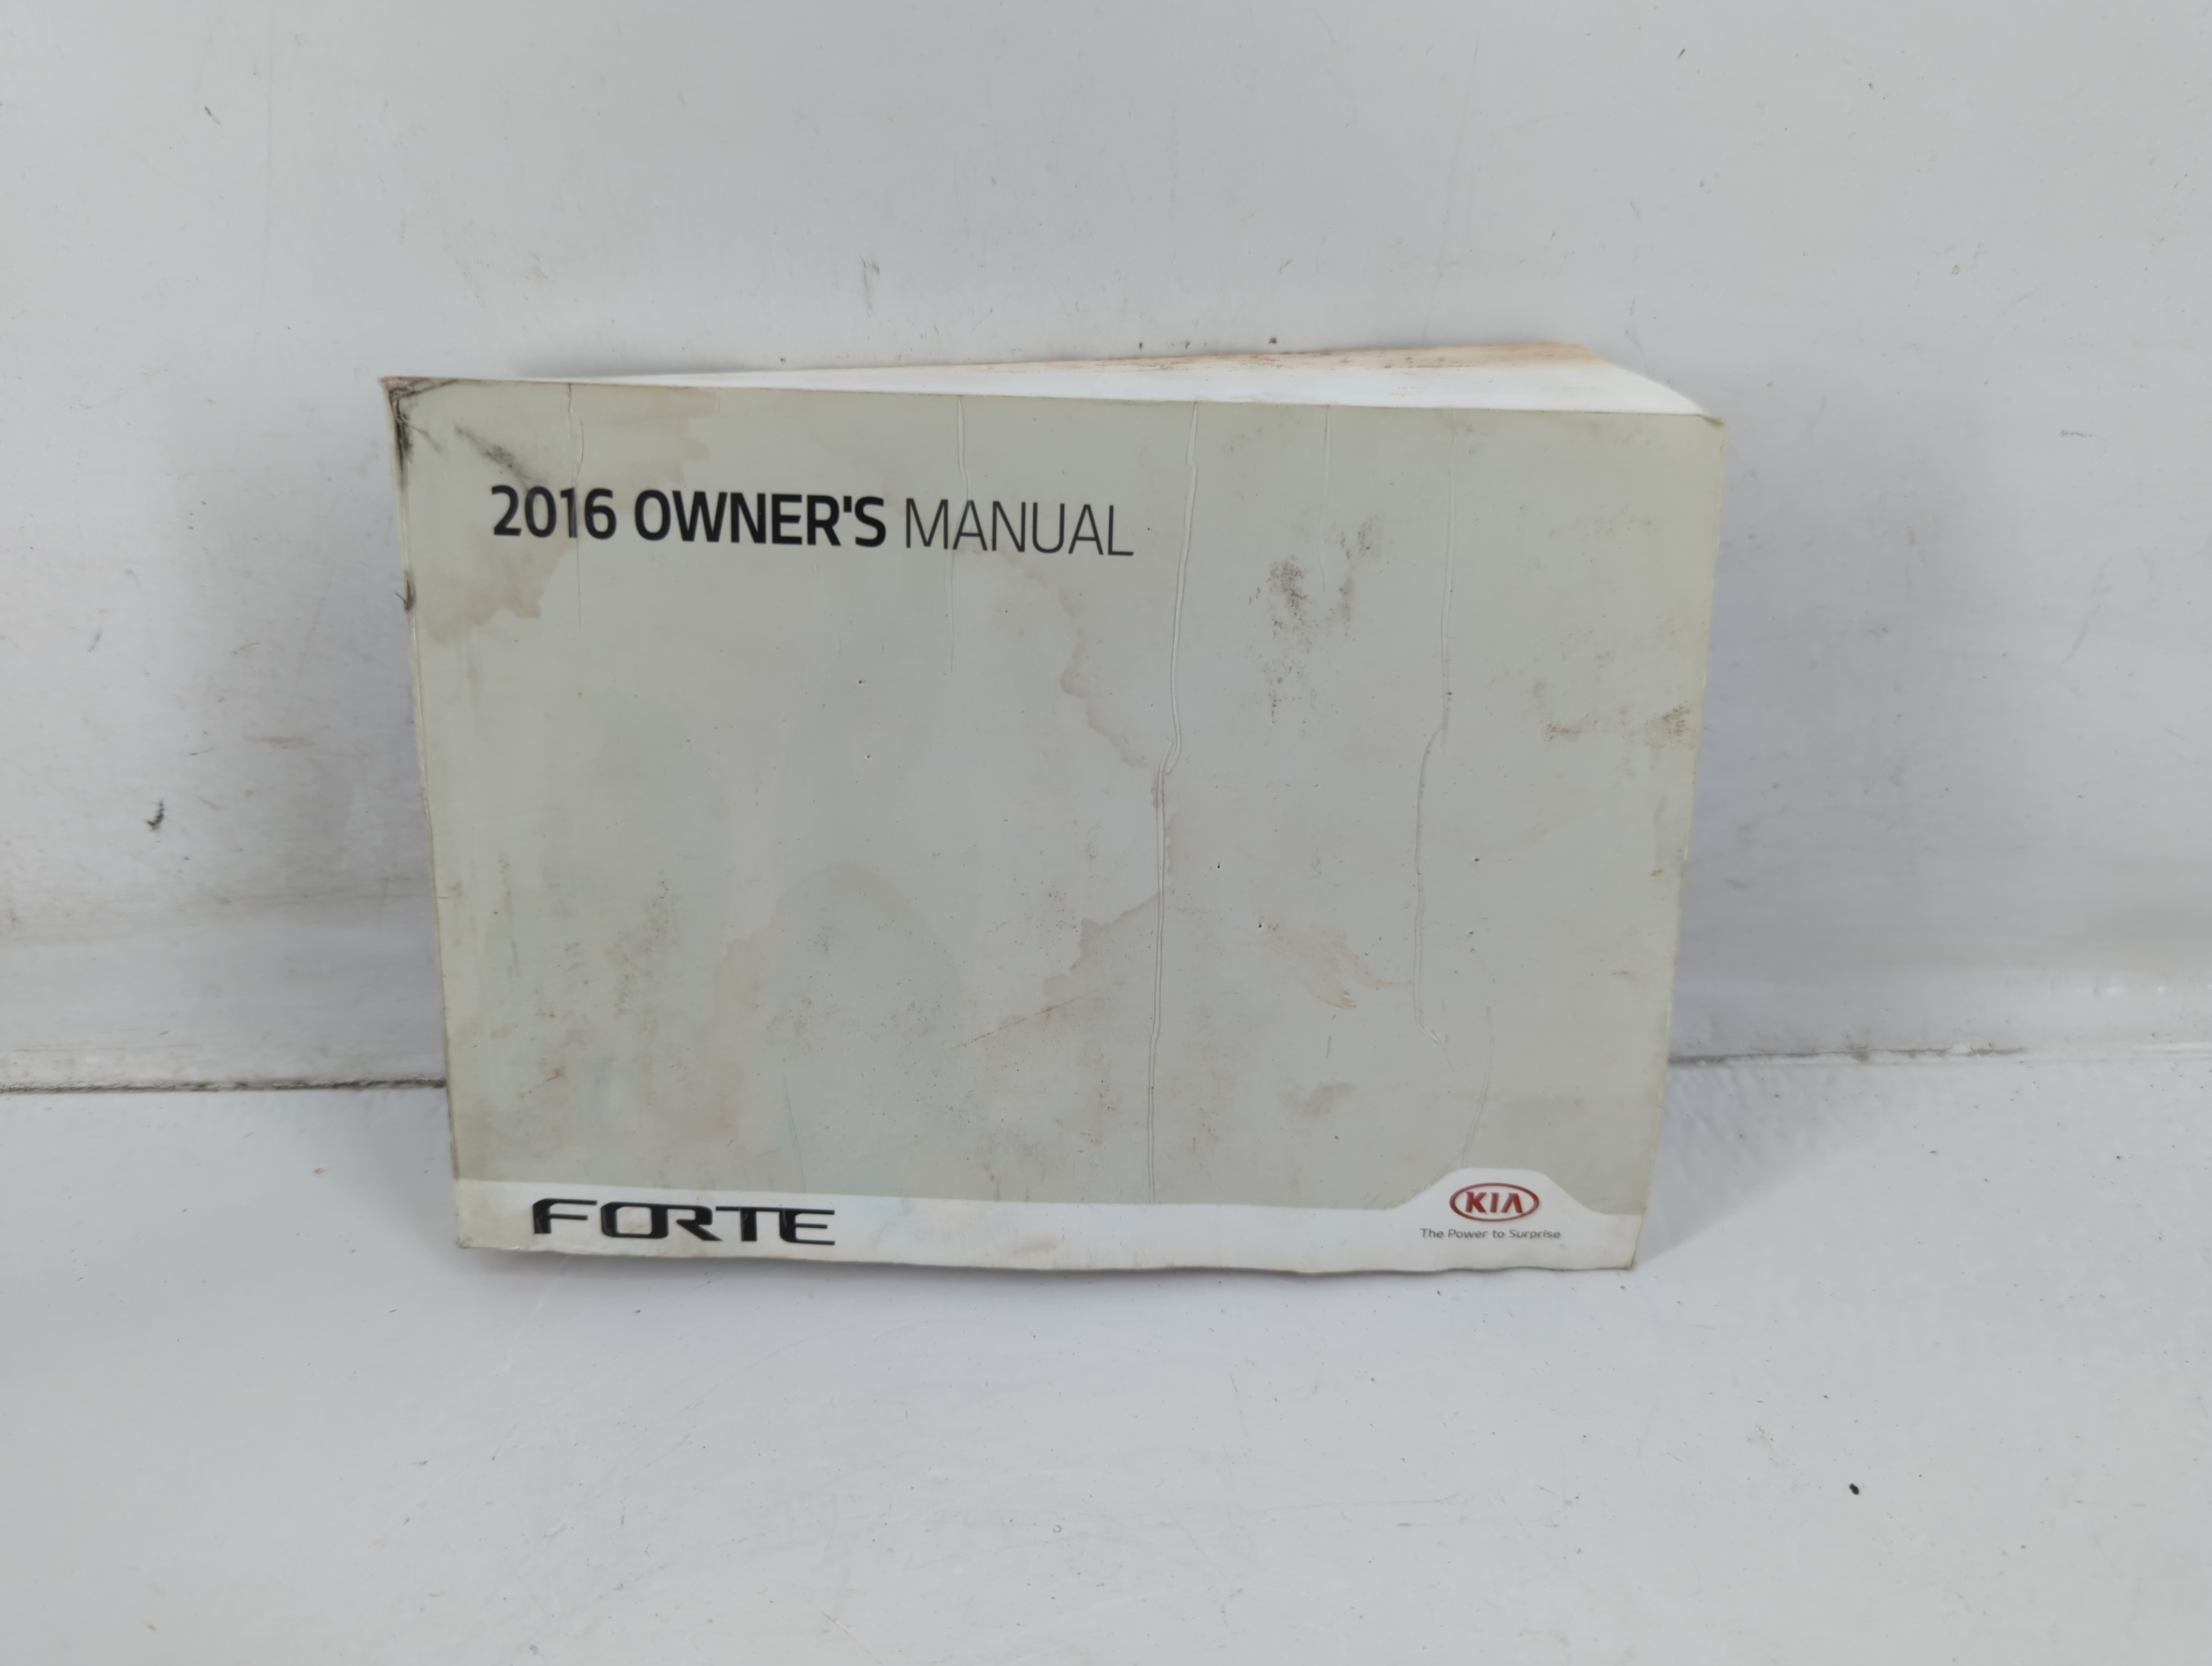 2016 OWNER'S MANUAL
FORTE
KIA
The Power to Surprise